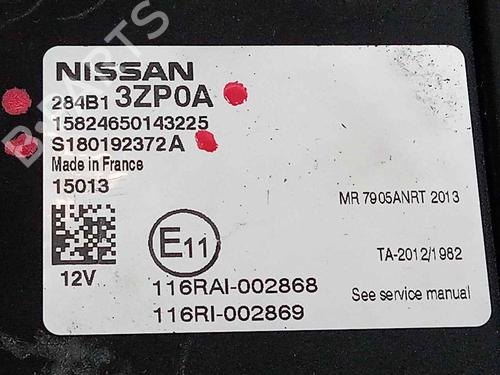 NISSAN
284B1 3ZP0A
15824650143225
S180192372A
Made in France
15013
MR 7905ANRT 2013
E11
TA-2012/1982
12V
116RAI-002868
See service manual
116RI-002869